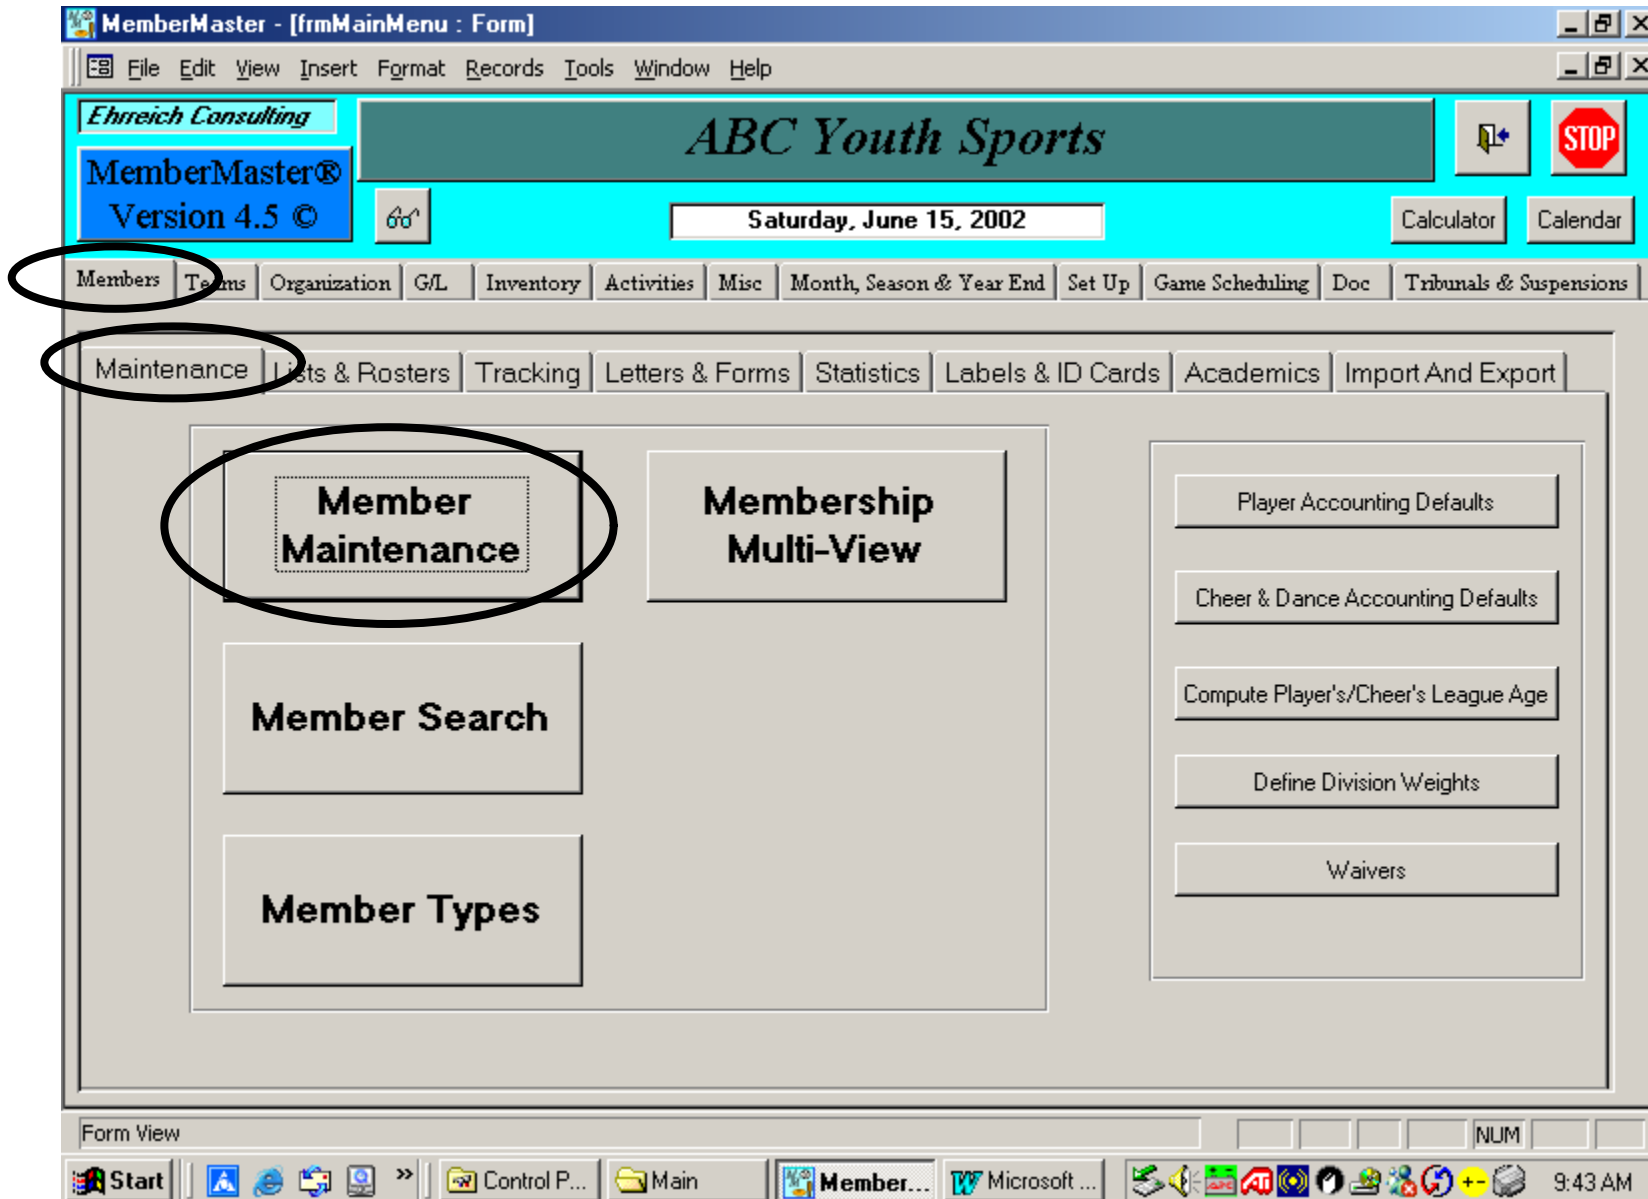 MemberMaster - [frmMainMenu : Form]
File Edit View Insert Format Records Tools Window Help
Ehrreich Consulting
ABC Youth Sports
STOP
MemberMaster®
Version 4.5 ©
Saturday, June 15, 2002
Calculator Calendar
Members Teams Organization G/L Inventory Activities Misc Month, Season & Year End Set Up Game Scheduling Doc Tribunals & Suspensions
Maintenance Lists & Rosters Tracking Letters & Forms Statistics Labels & ID Cards Academics Import And Export
Member
Maintenance
Membership
Multi-View
Member Search
Member Types
Player Accounting Defaults
Cheer & Dance Accounting Defaults
Compute Player's/Cheer's League Age
Define Division Weights
Waivers
Form View NUM
Start » Control P... Main Member... Microsoft ... 9:43 AM